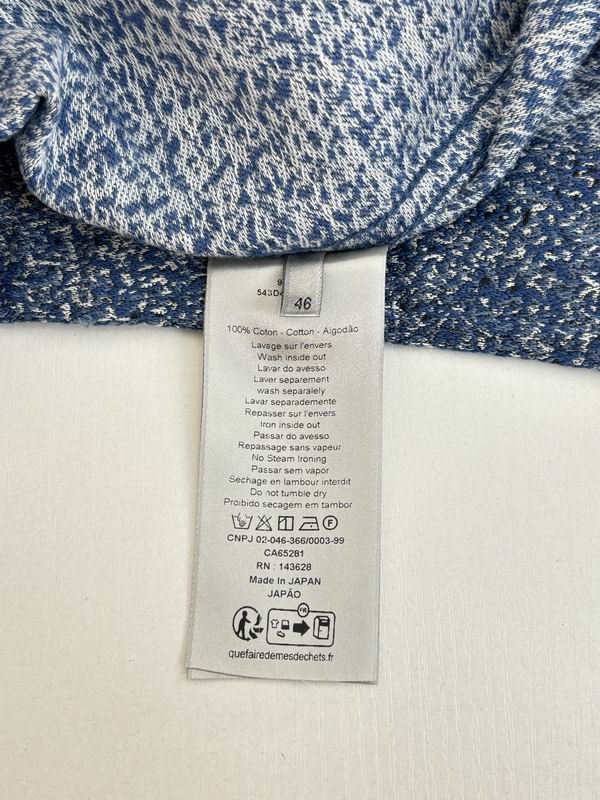 46
100% Coton - Cotton - Algodão
Lavage sur l'envers
Wash inside out
Lavar do avesso
Laver separement
wash separalely
Lavar separademente
Repasser sur l'envers
Iron inside out
Passar do avesso
Repassage sans vapeur
No Steam Ironing
Passar sem vapor
Sechage en lambour interdit
Do not tumble dry
Proibido secagem em tambor
F
CNPJ 02-046-366/0003-99
CA65281
RN : 143628
Made In JAPAN
JAPÃO
FR
quefairedemesdechets.fr